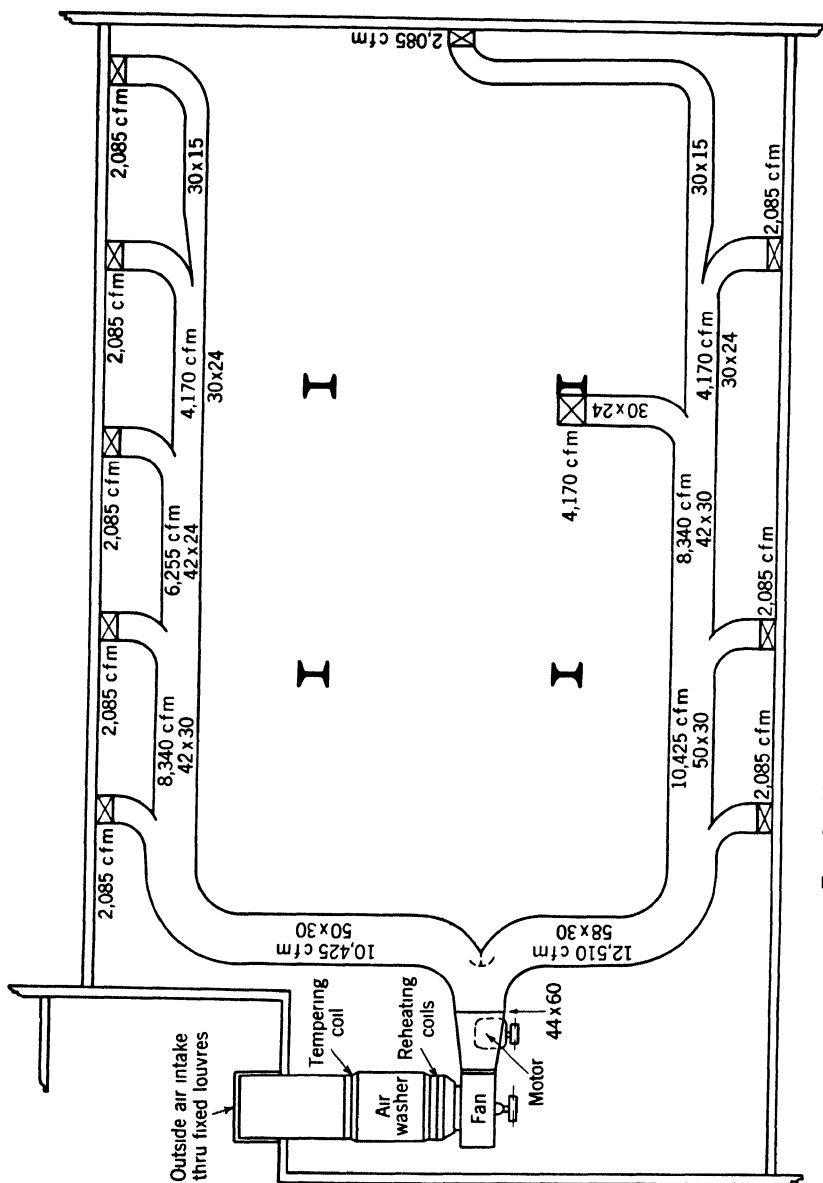 2,085 cfm
2,085 cfm
2,085 cfm
2,085 cfm
2,085 cfm
8,340 cfm
42x30
6,255 cfm
42x24
4,170 cfm
30x24
30x15
2,085 cfm
10,425 cfm
50x30
Outside air intake
thru fixed louvres
Tempering
coil
Air
washer
Reheating
coils
Fan
Motor
44x60
12,510 cfm
58x30
10,425 cfm
50x30
8,340 cfm
42x30
4,170 cfm
30x24
4,170 cfm
30x24
30x15
2,085 cfm
2,085 cfm
2,085 cfm